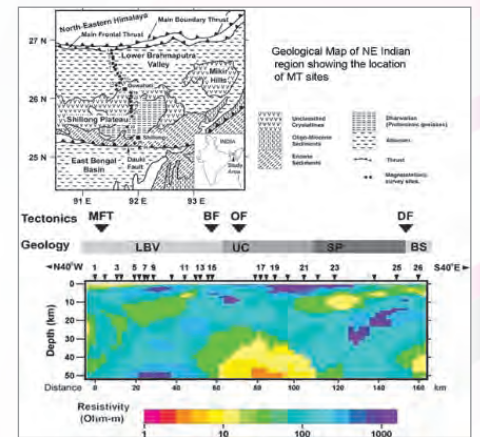 North-Eastern Himalaya
Main Boundary Thrust
Main Frontal Thrust
27 N
Lower Brahmaputra
Valley
Mikir
Hills
Guwahati
26 N
Shillong Plateau
Shillong
25 N
East Bengal
Basin
Dauki
Fault
INDIA
Study
Area
91 E 92 E 93 E
Geological Map of NE Indian
region showing the location
of MT sites
Unclassified
Crystallines
Oligo-Miocene
Sediments
Eocene
Sediments
Dharwarian
(Proterozoic gneisses)
Alluvium
Thrust
Magnetotelluric
survey sites.
Tectonics MFT BF OF DF
Geology LBV UC SP BS
N40°W S40°E
1 3 5 7 9 11 13 15 17 19 21 23 25 26
Depth (km)
0
10
20
30
40
50
Distance 0 20 40 60 80 100 120 140 160 km
Resistivity
(Ohm-m)
1 10 100 1000